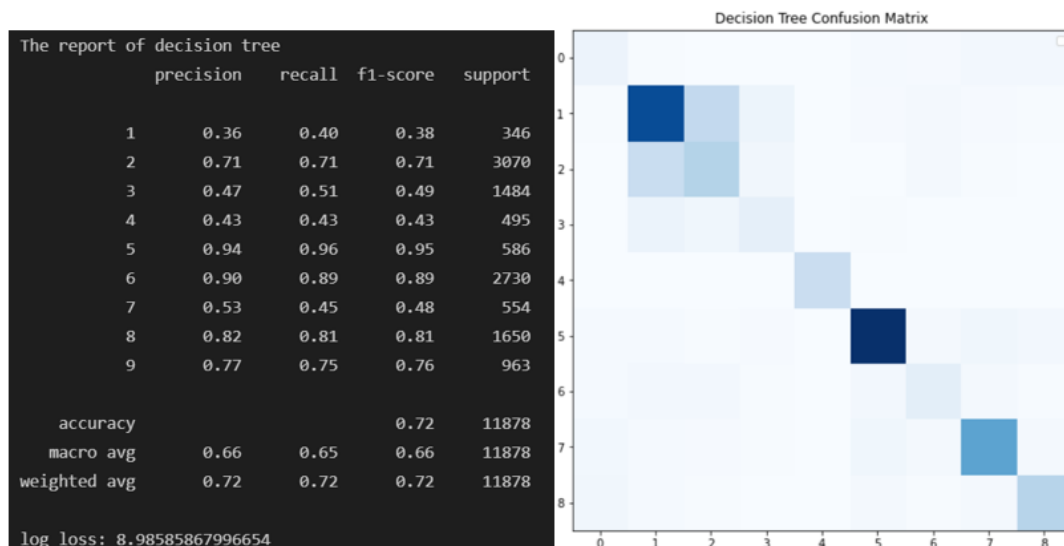 The report of decision tree
precision recall f1-score support
1 0.36 0.40 0.38 346
2 0.71 0.71 0.71 3070
3 0.47 0.51 0.49 1484
4 0.43 0.43 0.43 495
5 0.94 0.96 0.95 586
6 0.90 0.89 0.89 2730
7 0.53 0.45 0.48 554
8 0.82 0.81 0.81 1650
9 0.77 0.75 0.76 963
accuracy 0.72 11878
macro avg 0.66 0.65 0.66 11878
weighted avg 0.72 0.72 0.72 11878
log loss: 8.98585867996654
Decision Tree Confusion Matrix
0
1
2
3
4
5
6
7
8
0 1 2 3 4 5 6 7 8